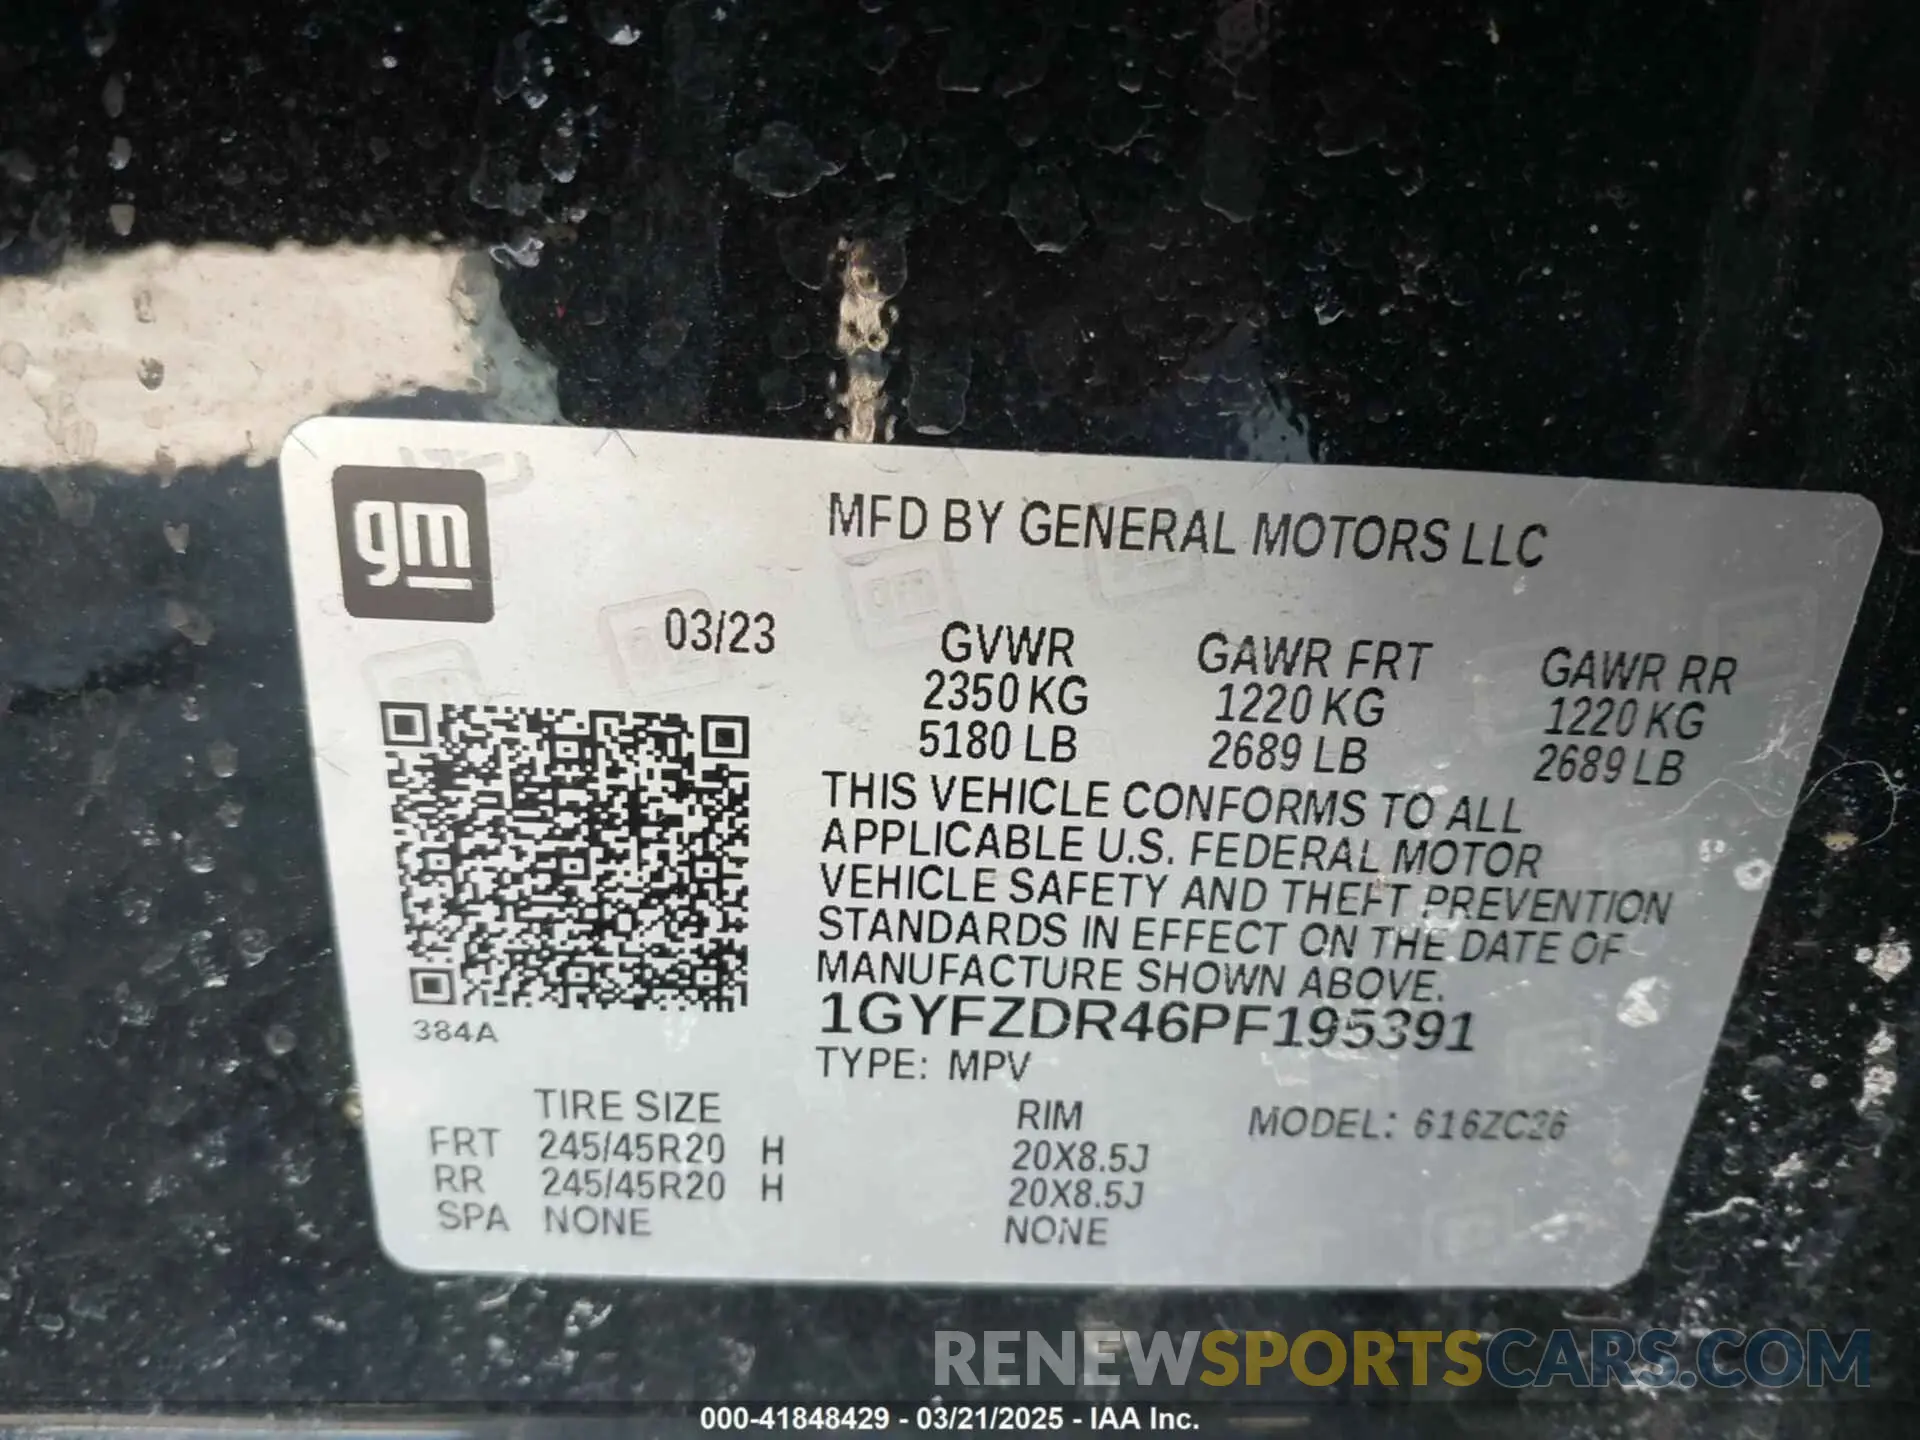 gm
MFD BY GENERAL MOTORS LLC
03/23
GVWR GAWR FRT GAWR RR
2350 KG 1220 KG 1220 KG
5180 LB 2689 LB 2689 LB
THIS VEHICLE CONFORMS TO ALL
APPLICABLE U.S. FEDERAL MOTOR
VEHICLE SAFETY AND THEFT PREVENTION
STANDARDS IN EFFECT ON THE DATE OF
MANUFACTURE SHOWN ABOVE.
1GYFZDR46PF195391
384A
TYPE: MPV
TIRE SIZE RIM MODEL: 616ZC26
FRT 245/45R20 H 20X8.5J
RR 245/45R20 H 20X8.5J
SPA NONE NONE
RENEWSPORTSCARS.COM
000-41848429 - 03/21/2025 - IAA Inc.